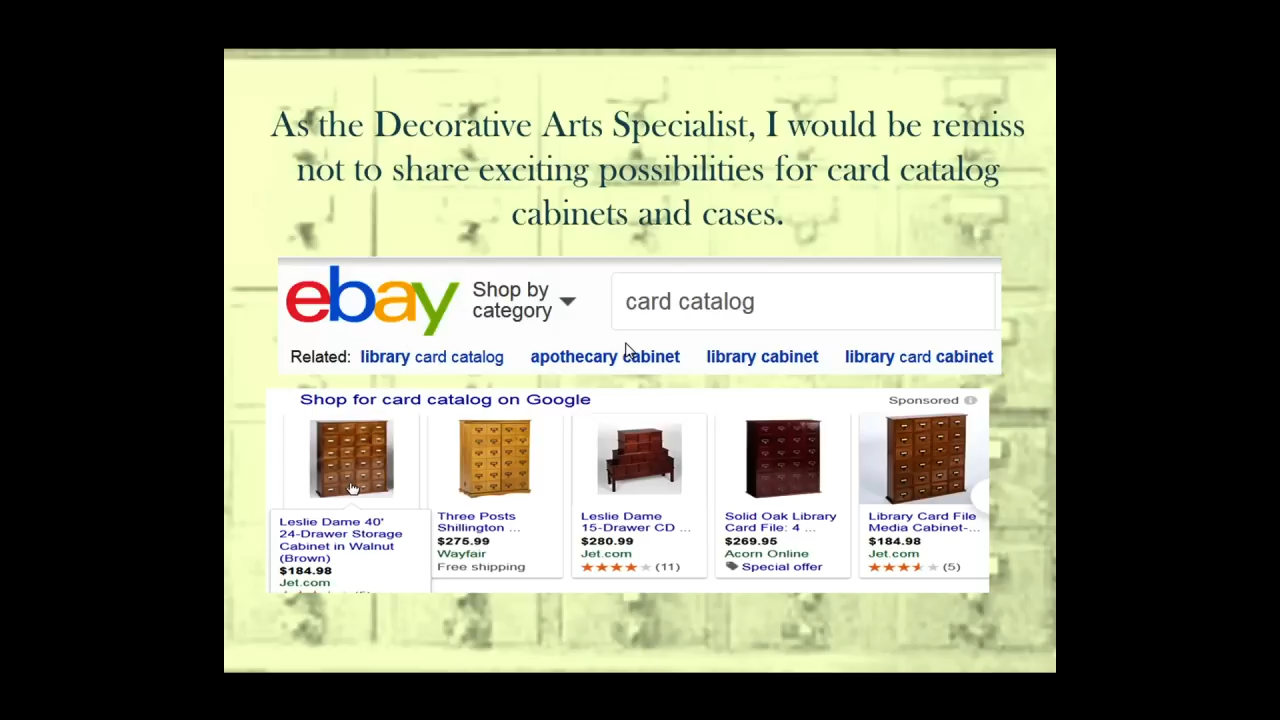 As the Decorative Arts Specialist, I would be remiss
not to share exciting possibilities for card catalog
cabinets and cases.
ebay
Shop by
category
card catalog
Related: library card catalog apothecary cabinet library cabinet library card cabinet
Shop for card catalog on Google
Sponsored
Leslie Dame 40'
24-Drawer Storage
Cabinet in Walnut
(Brown)
$184.98
Jet.com
Three Posts
Shillington ...
$275.99
Wayfair
Free shipping
Leslie Dame
15-Drawer CD ...
$280.99
Jet.com
(11)
Solid Oak Library
Card File: 4 ...
$269.95
Acorn Online
Special offer
Library Card File
Media Cabinet-...
$184.98
Jet.com
(5)